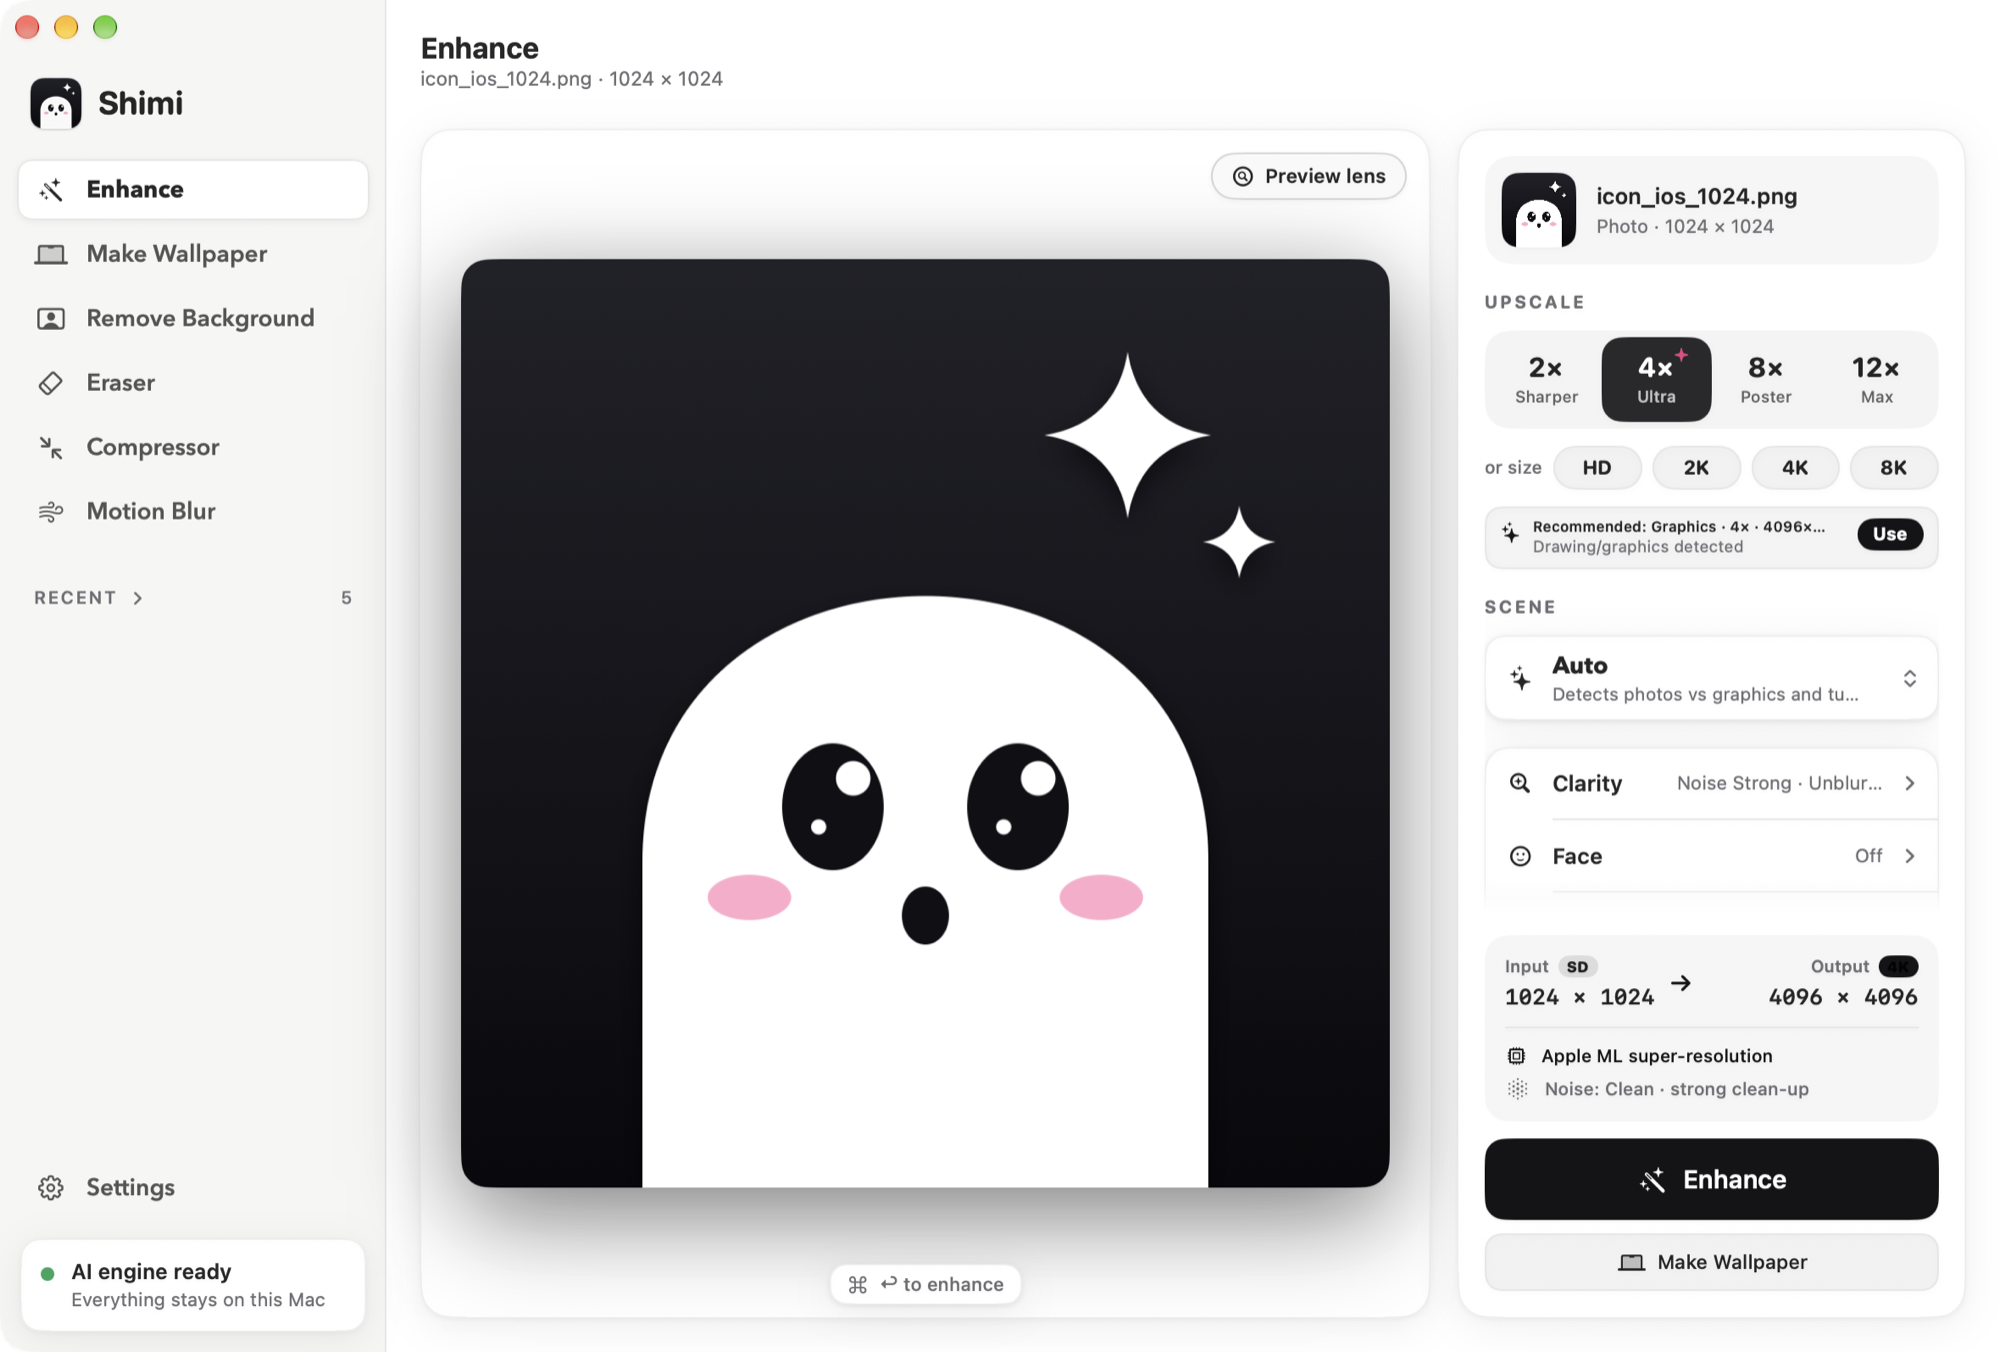 Shimi
Enhance
Make Wallpaper
Remove Background
Eraser
Compressor
Motion Blur
RECENT
5
Settings
AI engine ready
Everything stays on this Mac
Enhance
icon_ios_1024.png · 1024 × 1024
Preview lens
⌘ ↩ to enhance
icon_ios_1024.png
Photo · 1024 × 1024
UPSCALE
2× 4× 8× 12×
Sharper Ultra Poster Max
or size HD 2K 4K 8K
Recommended: Graphics · 4× · 4096×...
Drawing/graphics detected
Use
SCENE
Auto
Detects photos vs graphics and tu...
Clarity Noise Strong · Unblur...
Face Off
Input SD Output 4K
1024 × 1024 → 4096 × 4096
Apple ML super-resolution
Noise: Clean · strong clean-up
Enhance
Make Wallpaper